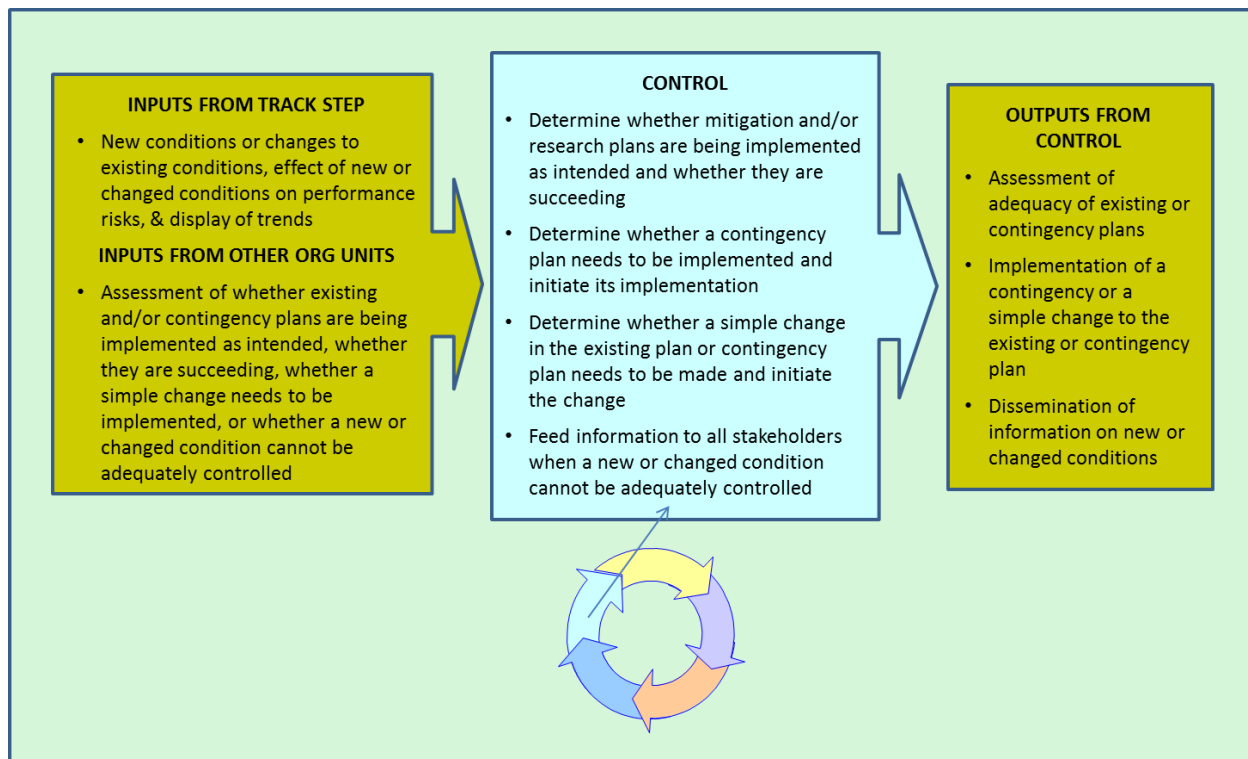 INPUTS FROM TRACK STEP
• New conditions or changes to
existing conditions, effect of new or
changed conditions on performance
risks, & display of trends
INPUTS FROM OTHER ORG UNITS
• Assessment of whether existing
and/or contingency plans are being
implemented as intended, whether
they are succeeding, whether a
simple change needs to be
implemented, or whether a new or
changed condition cannot be
adequately controlled
CONTROL
• Determine whether mitigation and/or
research plans are being implemented
as intended and whether they are
succeeding
• Determine whether a contingency
plan needs to be implemented and
initiate its implementation
• Determine whether a simple change
in the existing plan or contingency
plan needs to be made and initiate
the change
• Feed information to all stakeholders
when a new or changed condition
cannot be adequately controlled
OUTPUTS FROM
CONTROL
• Assessment of
adequacy of existing or
contingency plans
• Implementation of a
contingency or a
simple change to the
existing or contingency
plan
• Dissemination of
information on new or
changed conditions